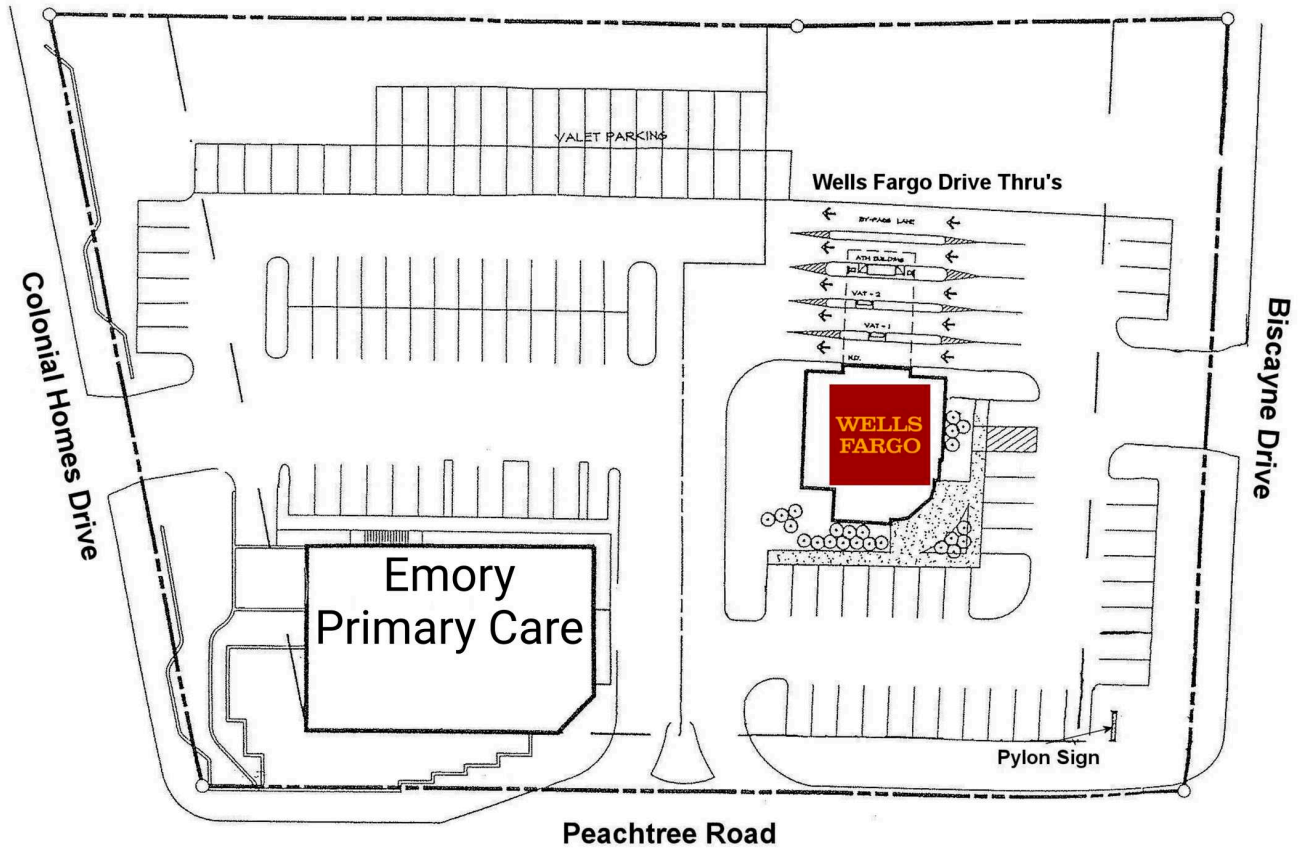 VALET PARKING
Wells Fargo Drive Thru's
BY-PASS LANE
ATM BUILDING
VAT-2
VAT-1
N.D.
WELLS
FARGO
Colonial Homes Drive
Biscayne Drive
Emory
Primary Care
Pylon Sign
Peachtree Road